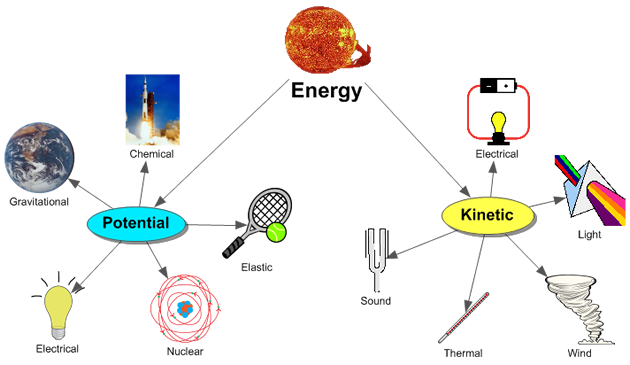 Energy
Chemical
Electrical
Gravitational
Potential
Kinetic
Light
Elastic
Sound
Electrical
Nuclear
Thermal
Wind